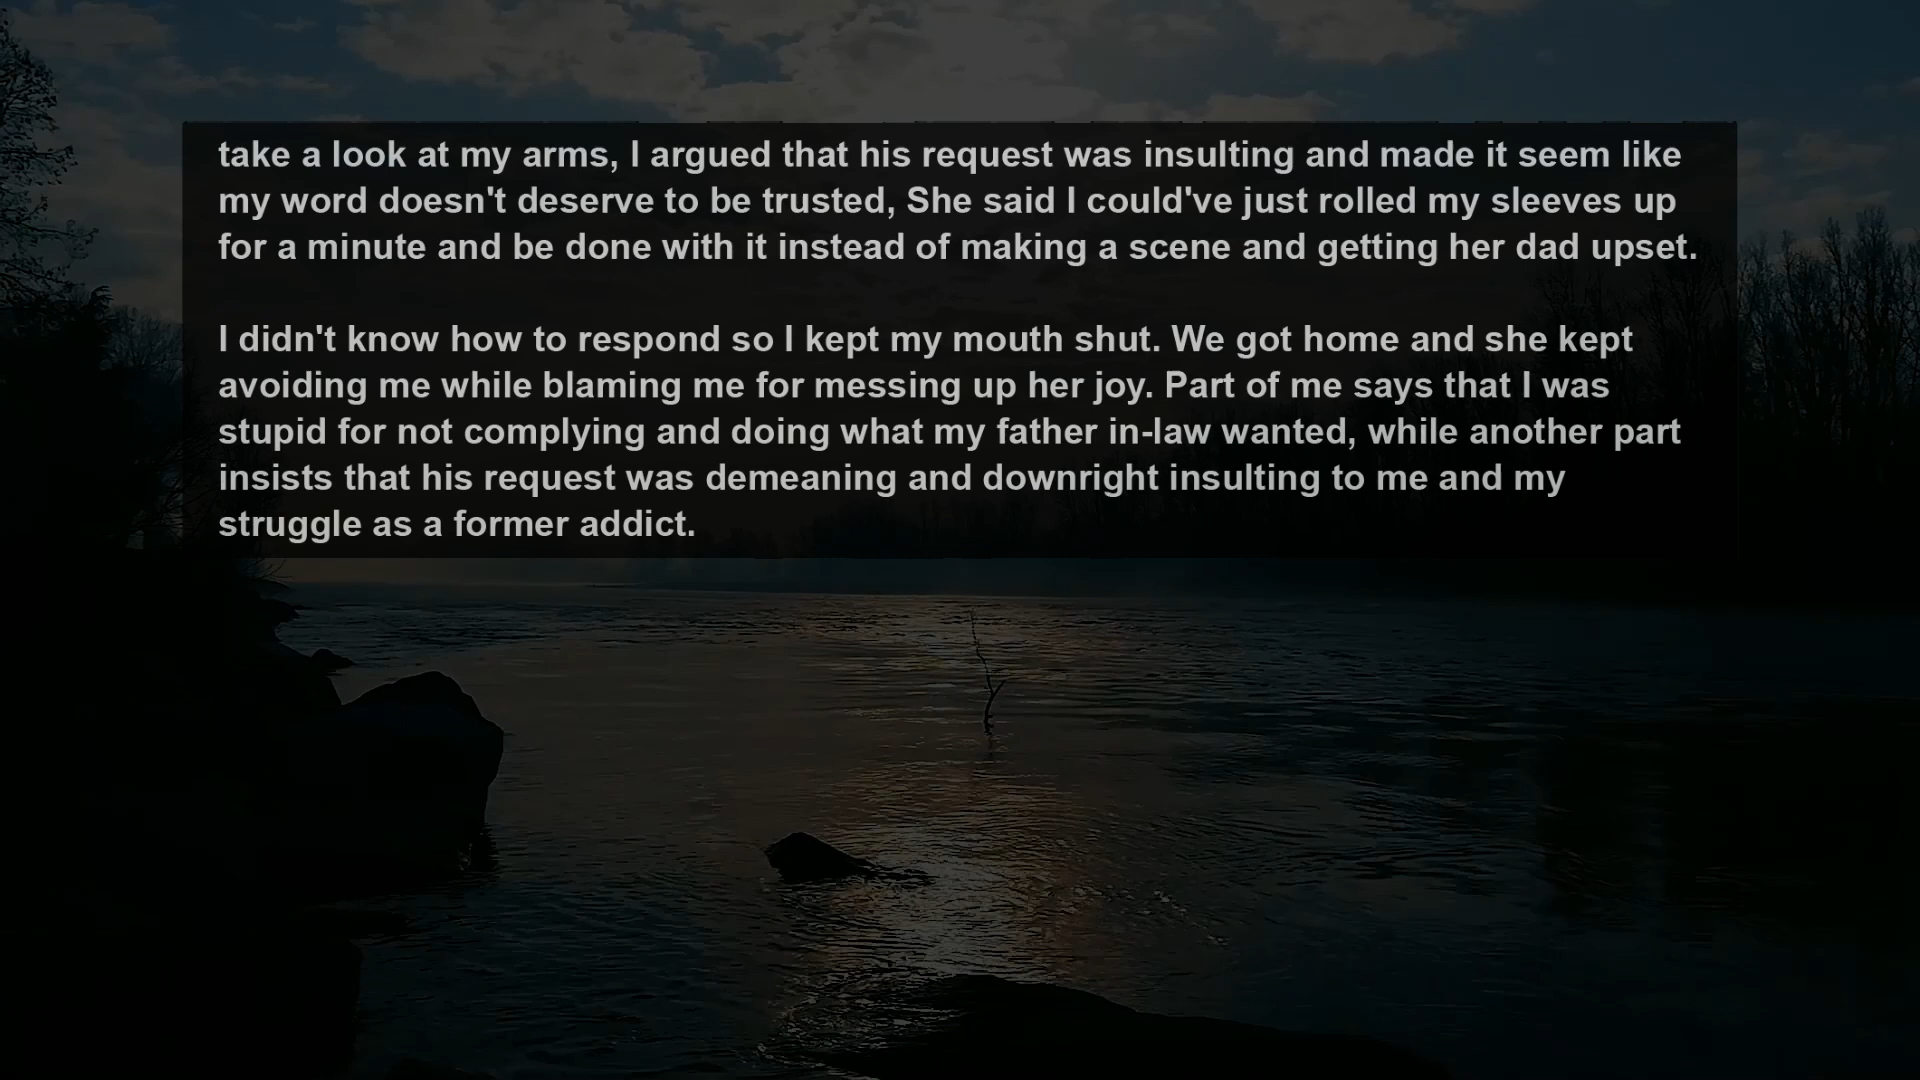 take a look at my arms, I argued that his request was insulting and made it seem like
my word doesn't deserve to be trusted, She said I could've just rolled my sleeves up
for a minute and be done with it instead of making a scene and getting her dad upset.
I didn't know how to respond so I kept my mouth shut. We got home and she kept
avoiding me while blaming me for messing up her joy. Part of me says that I was
stupid for not complying and doing what my father in-law wanted, while another part
insists that his request was demeaning and downright insulting to me and my
struggle as a former addict.